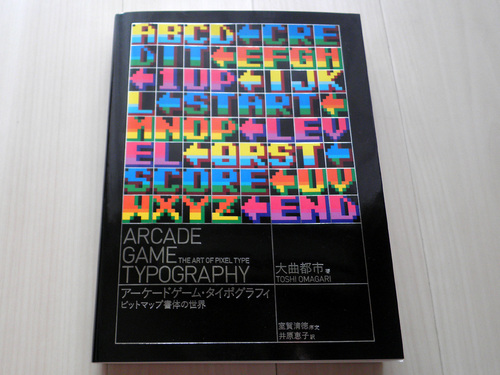 ABCD←CRE
DIT←EFGH
←1UP←IJK
L←START←
MNOP←LEV
EL←QRST←
SCORE←UV
WXYZ←END
ARCADE
GAME THE ART OF PIXEL TYPE
TYPOGRAPHY
アーケードゲーム・タイポグラフィ
ビットマップ書体の世界
大曲都市 著
TOSHI OMAGARI
室賀清徳 序文
井原恵子 訳